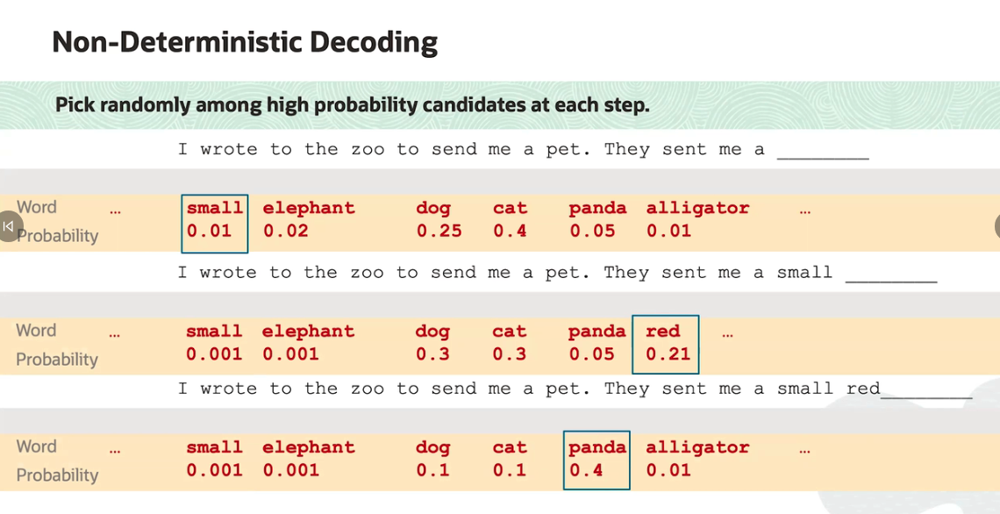 Non-Deterministic Decoding
Pick randomly among high probability candidates at each step.
I wrote to the zoo to send me a pet. They sent me a ________
Word ... small elephant dog cat panda alligator ...
Probability 0.01 0.02 0.25 0.4 0.05 0.01
I wrote to the zoo to send me a pet. They sent me a small ________
Word ... small elephant dog cat panda red ...
Probability 0.001 0.001 0.3 0.3 0.05 0.21
I wrote to the zoo to send me a pet. They sent me a small red________
Word ... small elephant dog cat panda alligator ...
Probability 0.001 0.001 0.1 0.1 0.4 0.01